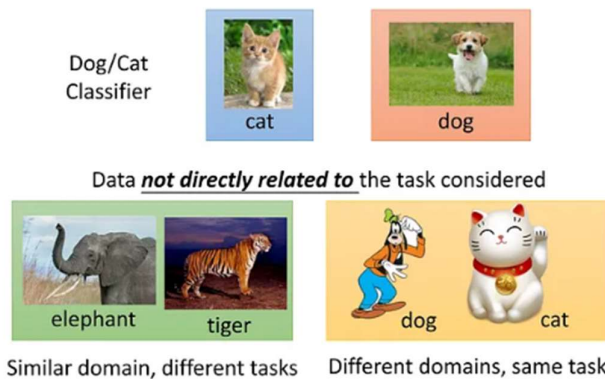 Dog/Cat
Classifier
cat
dog
Data not directly related to the task considered
elephant
tiger
dog
cat
Similar domain, different tasks
Different domains, same task